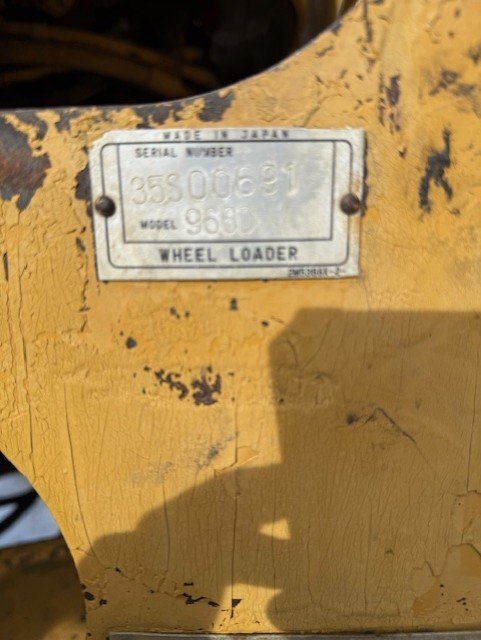 MADE IN JAPAN
SERIAL NUMBER
35S00691
MODEL 966D
WHEEL LOADER